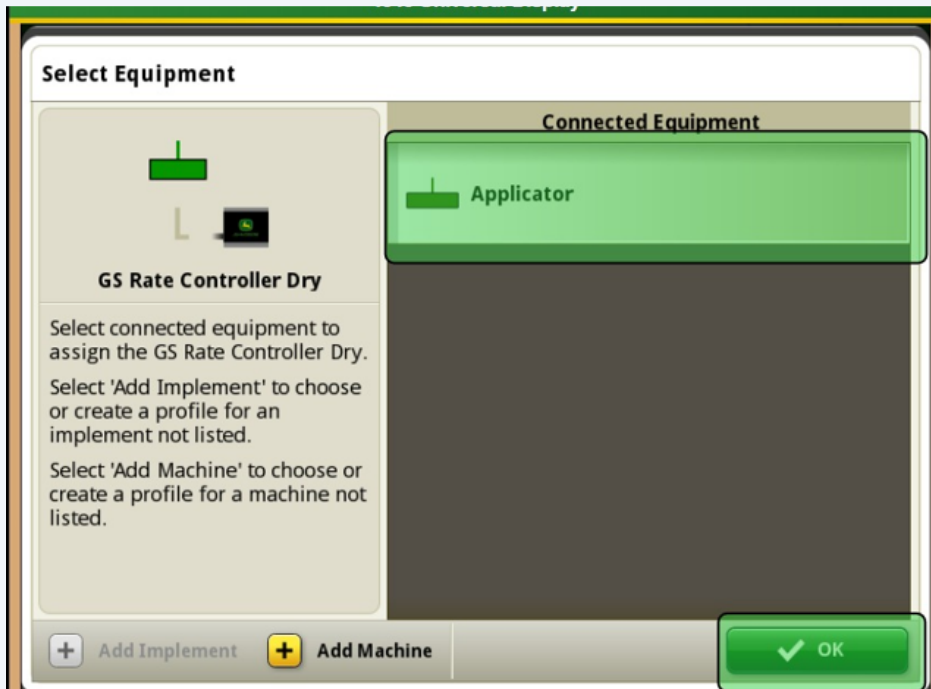 Select Equipment
Connected Equipment
Applicator
GS Rate Controller Dry
Select connected equipment to
assign the GS Rate Controller Dry.
Select 'Add Implement' to choose
or create a profile for an
implement not listed.
Select 'Add Machine' to choose or
create a profile for a machine not
listed.
Add Implement
Add Machine
OK